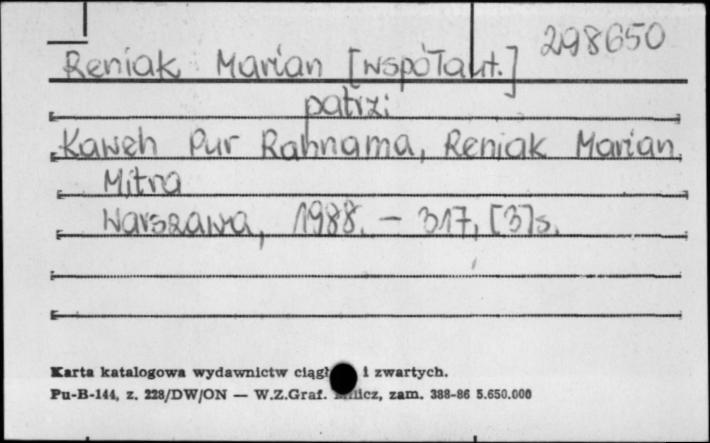 298650
Reniak Marian [współaut.]
patrz:
Kaweh Pur Rahnama, Reniak Marian
Mitra
Warszawa, 1988. – 317, [3]s.
Karta katalogowa wydawnictw i zwartych.
Pu-B-144, z. 228/DW/ON — W.Z.Graf. zam. 388-86 5.650.000